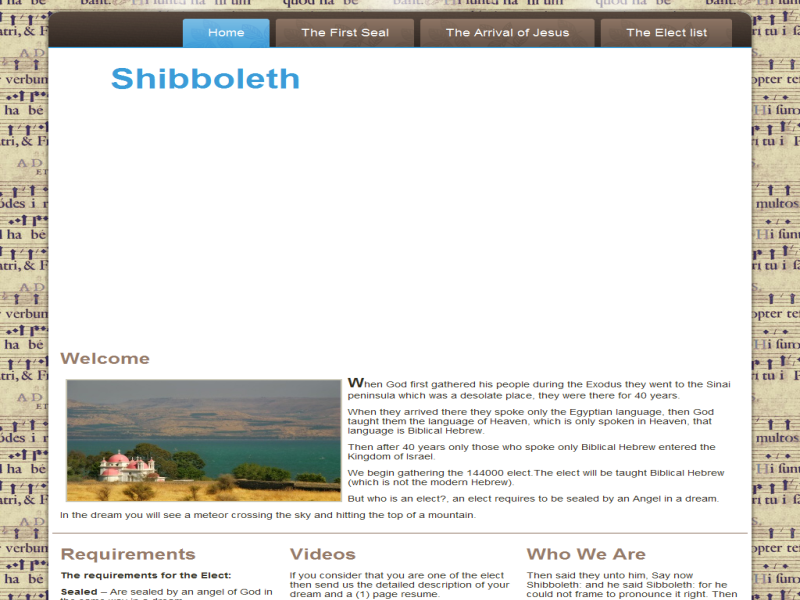 Home
The First Seal
The Arrival of Jesus
The Elect list
Shibboleth
Welcome
When God first gathered his people during the Exodus they went to the Sinai
peninsula which was a desolate place, they were there for 40 years.
When they arrived there they spoke only the Egyptian language, then God
taught them the language of Heaven, which is only spoken in Heaven, that
language is Biblical Hebrew.
Then after 40 years only those who spoke only Biblical Hebrew entered the
Kingdom of Israel.
We begin gathering the 144000 elect.The elect will be taught Biblical Hebrew
(which is not the modern Hebrew).
But who is an elect?, an elect requires to be sealed by an Angel in a dream.
In the dream you will see a meteor crossing the sky and hitting the top of a mountain.
Requirements
The requirements for the Elect:
Sealed – Are sealed by an angel of God in
the same way in a dream
Videos
If you consider that you are one of the elect
then send us the detailed description of your
dream and a (1) page resume.
Who We Are
Then said they unto him, Say now
Shibboleth: and he said Sibboleth: for he
could not frame to pronounce it right. Then